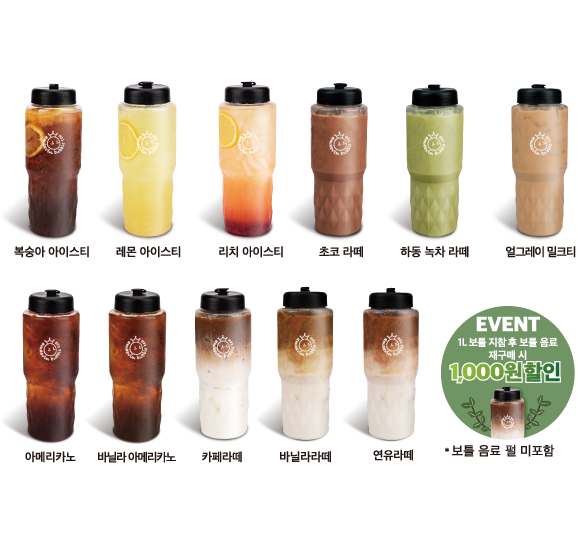 복숭아 아이스티
레몬 아이스티
리치 아이스티
초코 라떼
하동 녹차 라떼
얼그레이 밀크티
아메리카노
바닐라 아메리카노
카페라떼
바닐라라떼
연유라떼
EVENT
1L 보틀 지참 후 보틀 음료
재구매 시
1,000원 할인
• 보틀 음료 펄 미포함